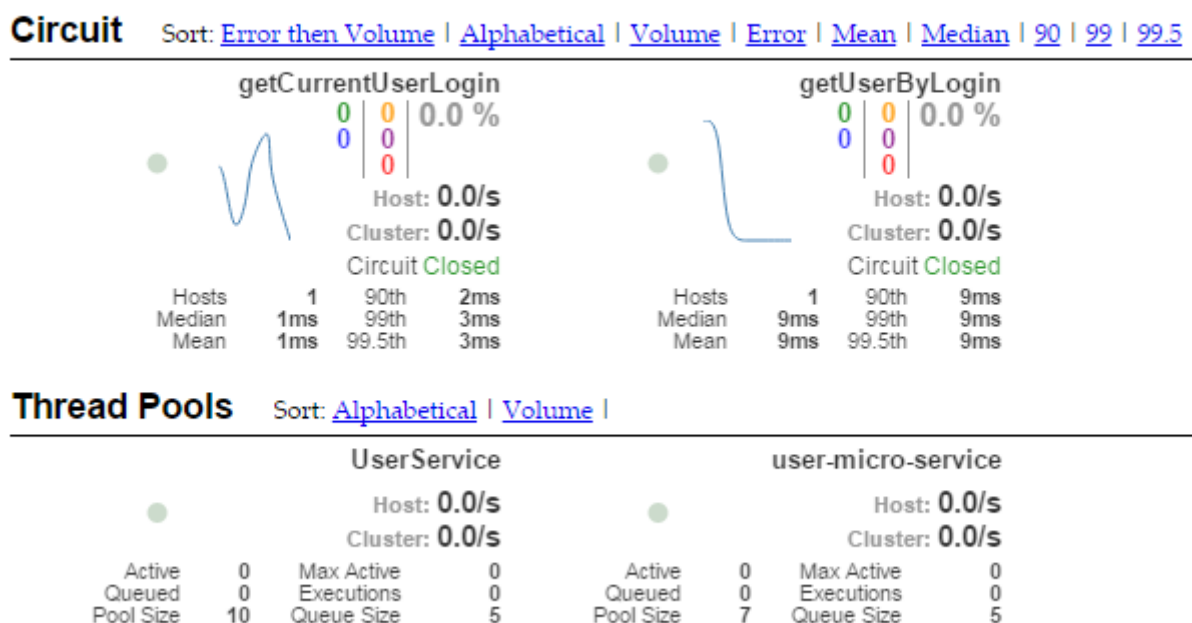 Circuit Sort: Error then Volume | Alphabetical | Volume | Error | Mean | Median | 90 | 99 | 99.5
getCurrentUserLogin
0 0 0.0 %
0 0
0
Host: 0.0/s
Cluster: 0.0/s
Circuit Closed
Hosts 1 90th 2ms
Median 1ms 99th 3ms
Mean 1ms 99.5th 3ms
getUserByLogin
0 0 0.0 %
0 0
0
Host: 0.0/s
Cluster: 0.0/s
Circuit Closed
Hosts 1 90th 9ms
Median 9ms 99th 9ms
Mean 9ms 99.5th 9ms
Thread Pools Sort: Alphabetical | Volume |
UserService
Host: 0.0/s
Cluster: 0.0/s
Active 0 Max Active 0
Queued 0 Executions 0
Pool Size 10 Queue Size 5
user-micro-service
Host: 0.0/s
Cluster: 0.0/s
Active 0 Max Active 0
Queued 0 Executions 0
Pool Size 7 Queue Size 5